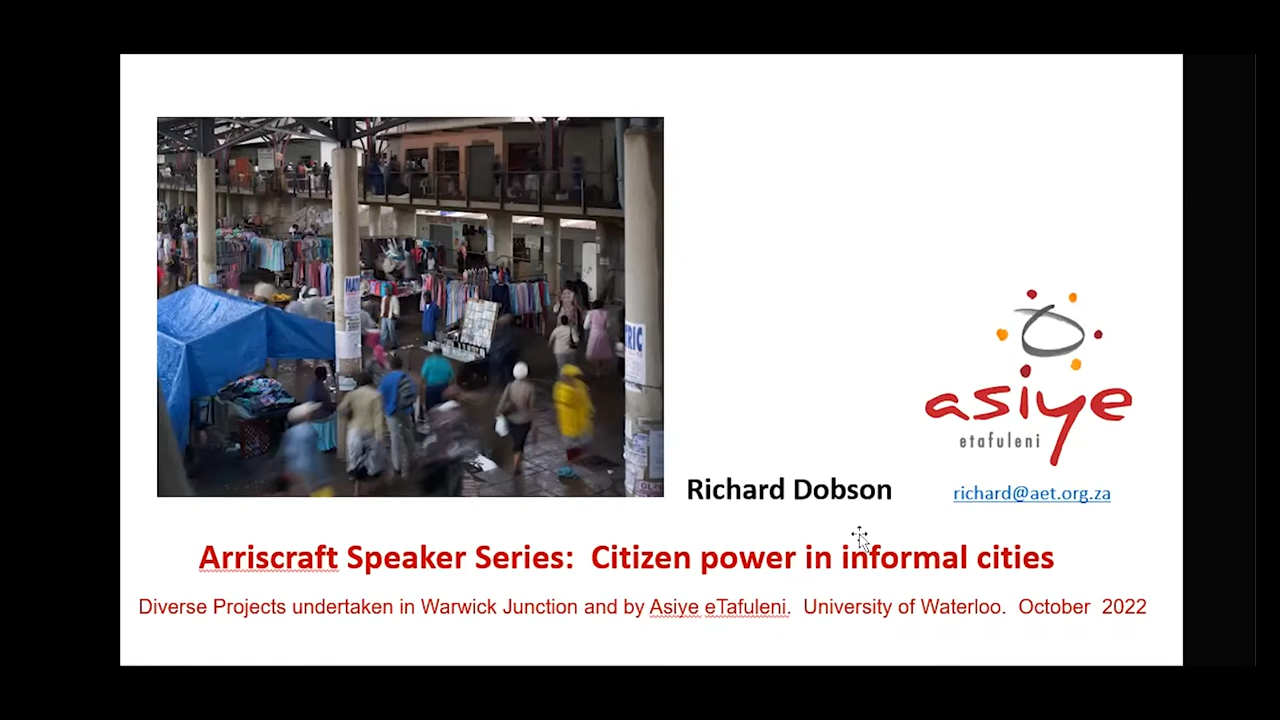 asiye
etafuleni
Richard Dobson
richard@aet.org.za
Arriscraft Speaker Series:  Citizen power in informal cities
Diverse Projects undertaken in Warwick Junction and by Asiye eTafuleni.  University of Waterloo.  October  2022